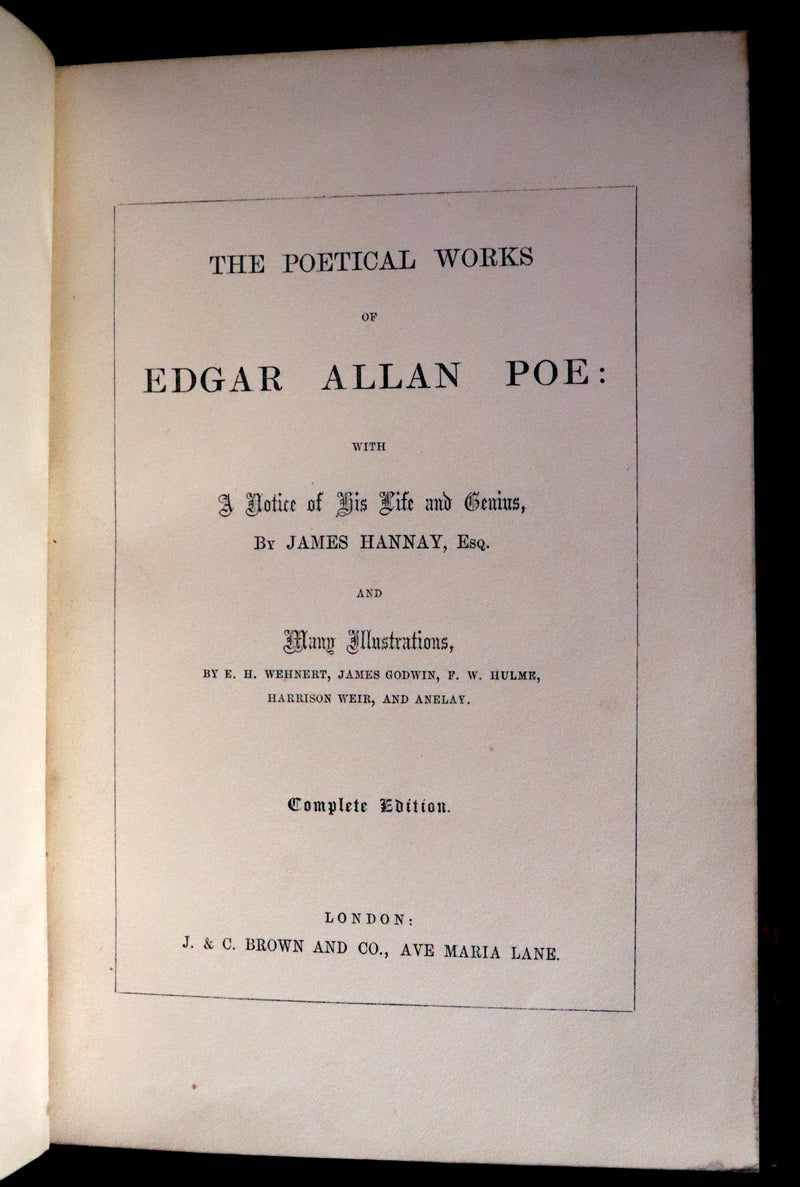 THE POETICAL WORKS
OF
EDGAR ALLAN POE:
WITH
A Notice of His Life and Genius,
BY JAMES HANNAY, ESQ.
AND
Many Illustrations,
BY E. H. WEHNERT, JAMES GODWIN, F. W. HULME,
HARRISON WEIR, AND ANELAY.
Complete Edition.
LONDON:
J. & C. BROWN AND CO., AVE MARIA LANE.